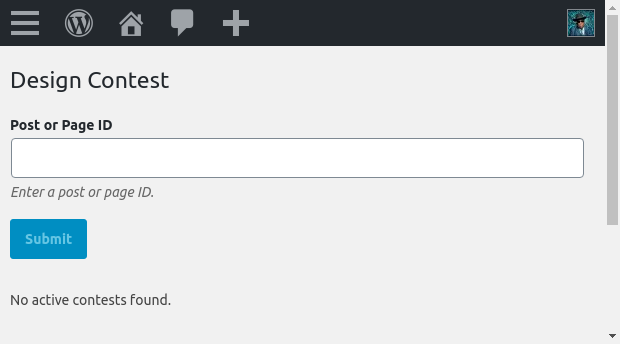 Design Contest
Post or Page ID
Enter a post or page ID.
Submit
No active contests found.